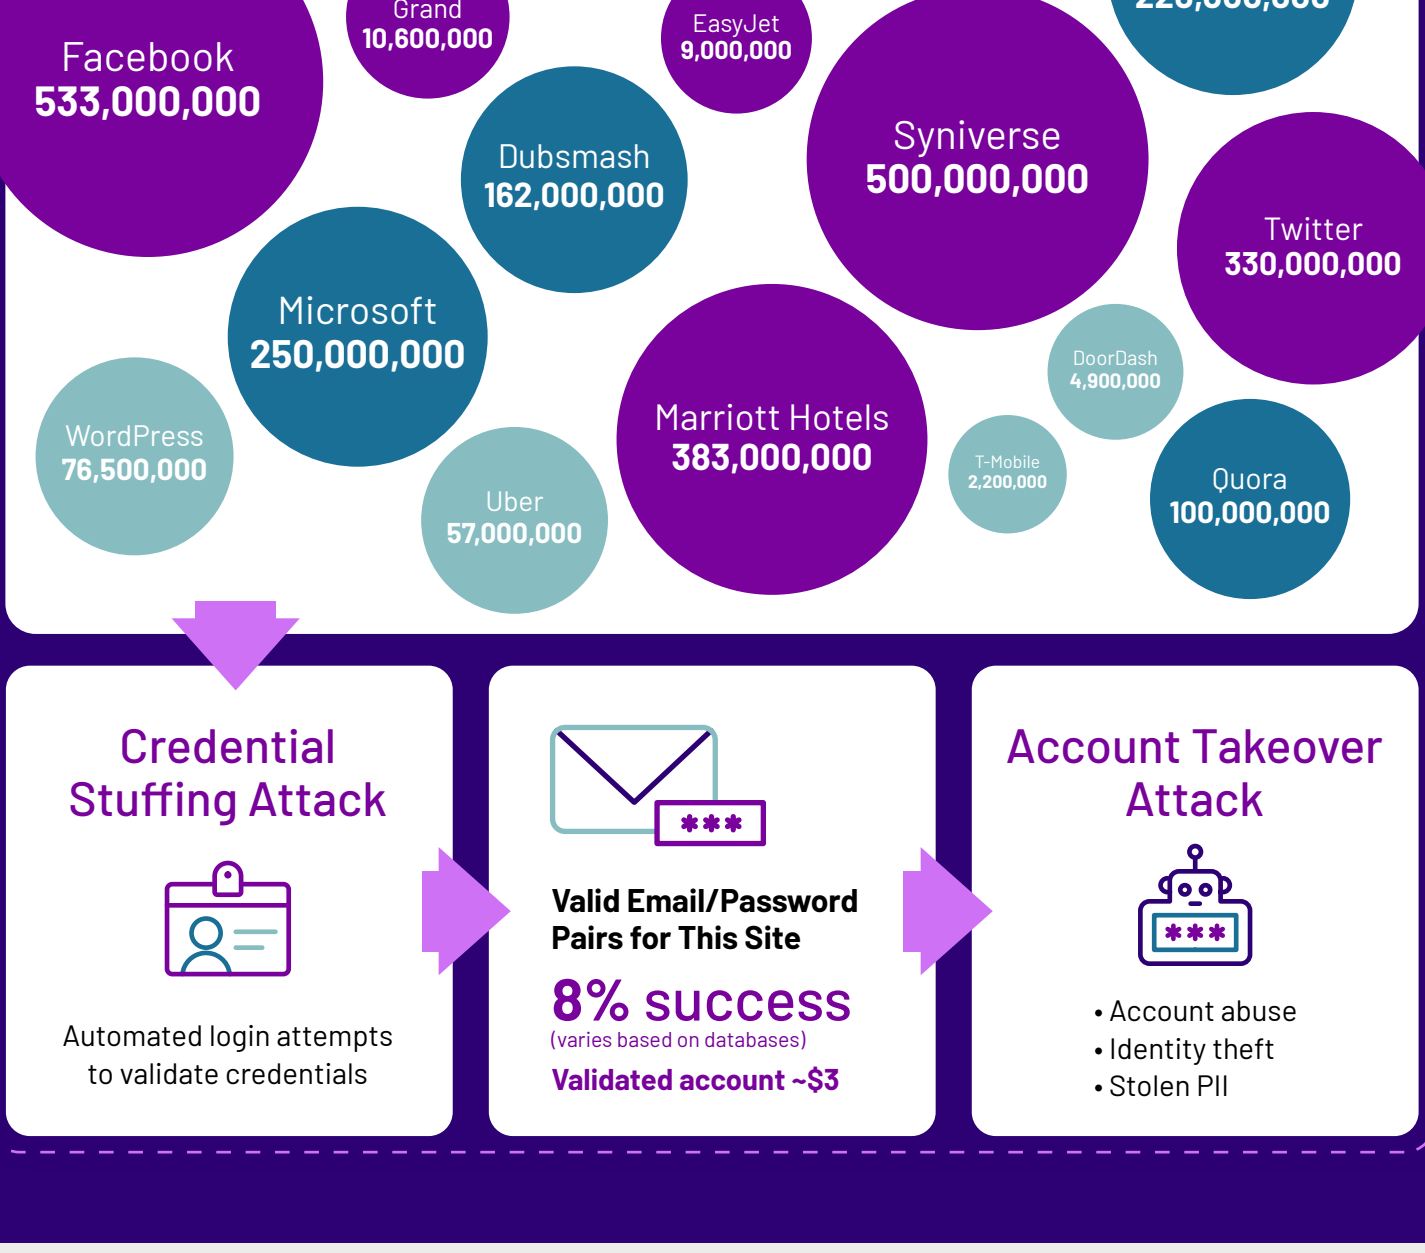 Grand
10,600,000
EasyJet
9,000,000
Facebook
533,000,000
Dubsmash
162,000,000
Syniverse
500,000,000
Twitter
330,000,000
Microsoft
250,000,000
DoorDash
4,900,000
Marriott Hotels
383,000,000
WordPress
76,500,000
T-Mobile
2,200,000
Quora
100,000,000
Uber
57,000,000
Credential
Stuffing Attack
Automated login attempts
to validate credentials
***
Valid Email/Password
Pairs for This Site
8% success
(varies based on databases)
Validated account ~$3
Account Takeover
Attack
***
• Account abuse
• Identity theft
• Stolen PII